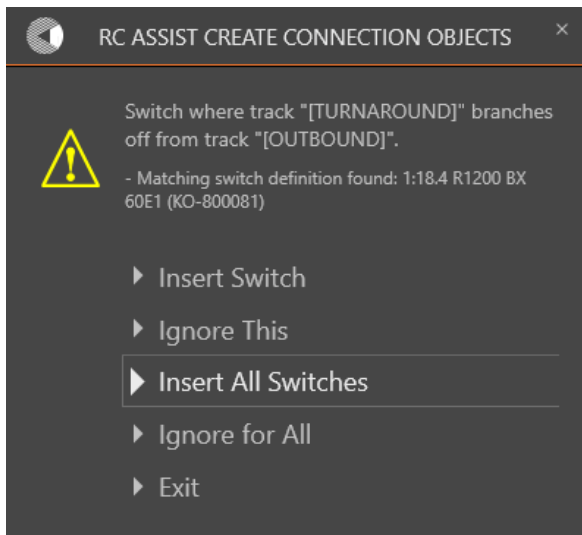 RC ASSIST CREATE CONNECTION OBJECTS
Switch where track "[TURNAROUND]" branches
off from track "[OUTBOUND]".
- Matching switch definition found: 1:18.4 R1200 BX
60E1 (KO-800081)
Insert Switch
Ignore This
Insert All Switches
Ignore for All
Exit